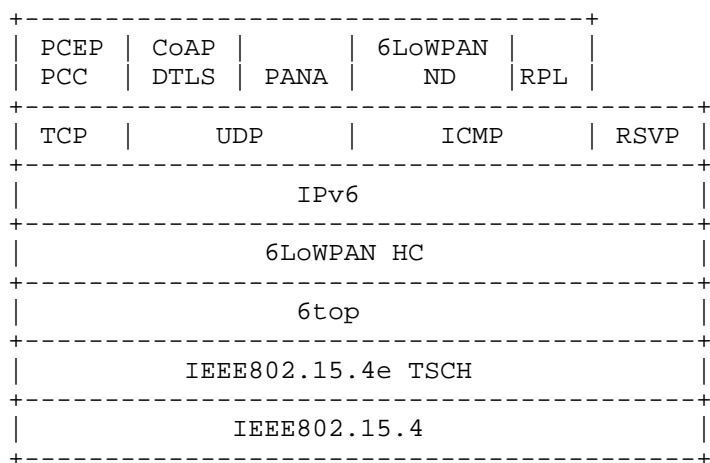 PCEP | CoAP | | 6LoWPAN | |
PCC | DTLS | PANA | ND |RPL |
TCP | UDP | ICMP | RSVP |
IPv6
6LoWPAN HC
6top
IEEE802.15.4e TSCH
IEEE802.15.4